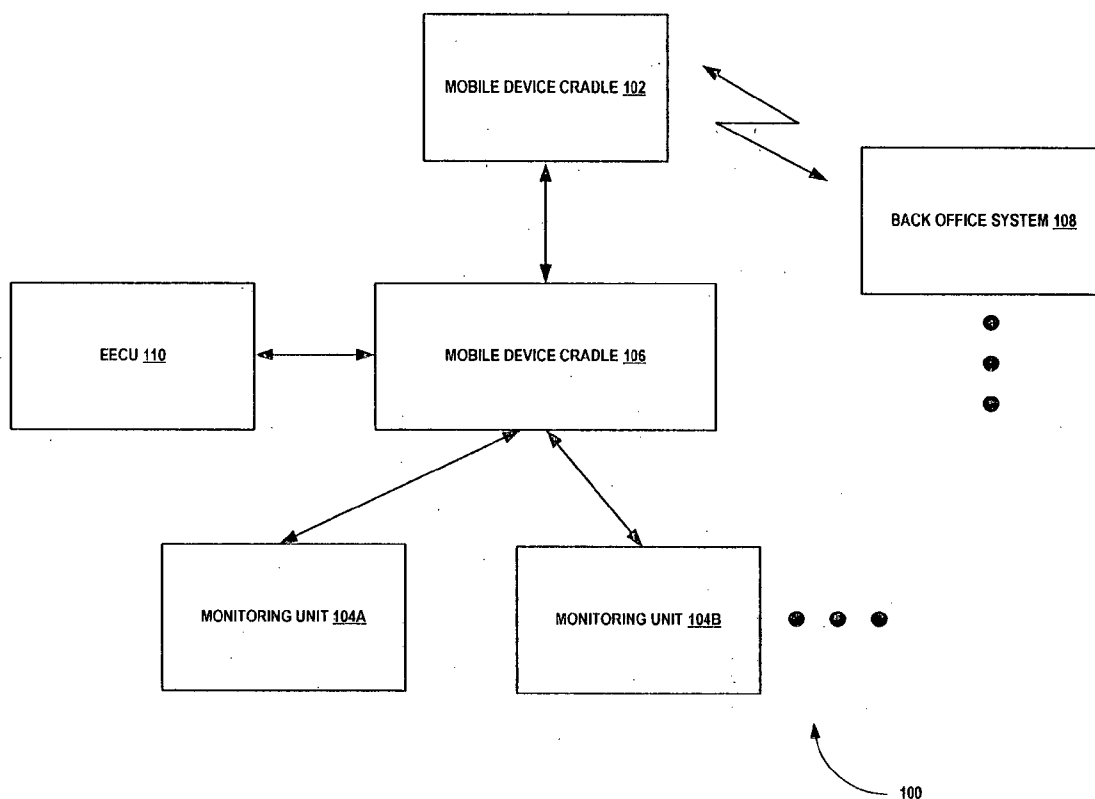 MOBILE DEVICE CRADLE 102
BACK OFFICE SYSTEM 108
EECU 110
MOBILE DEVICE CRADLE 106
MONITORING UNIT 104A
MONITORING UNIT 104B
100